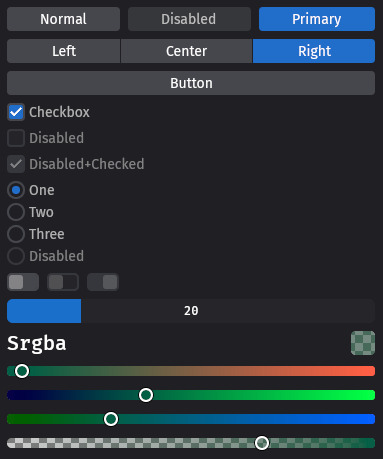 Normal Disabled Primary
Left Center Right
Button
Checkbox
Disabled
Disabled+Checked
One
Two
Three
Disabled
20
Srgba